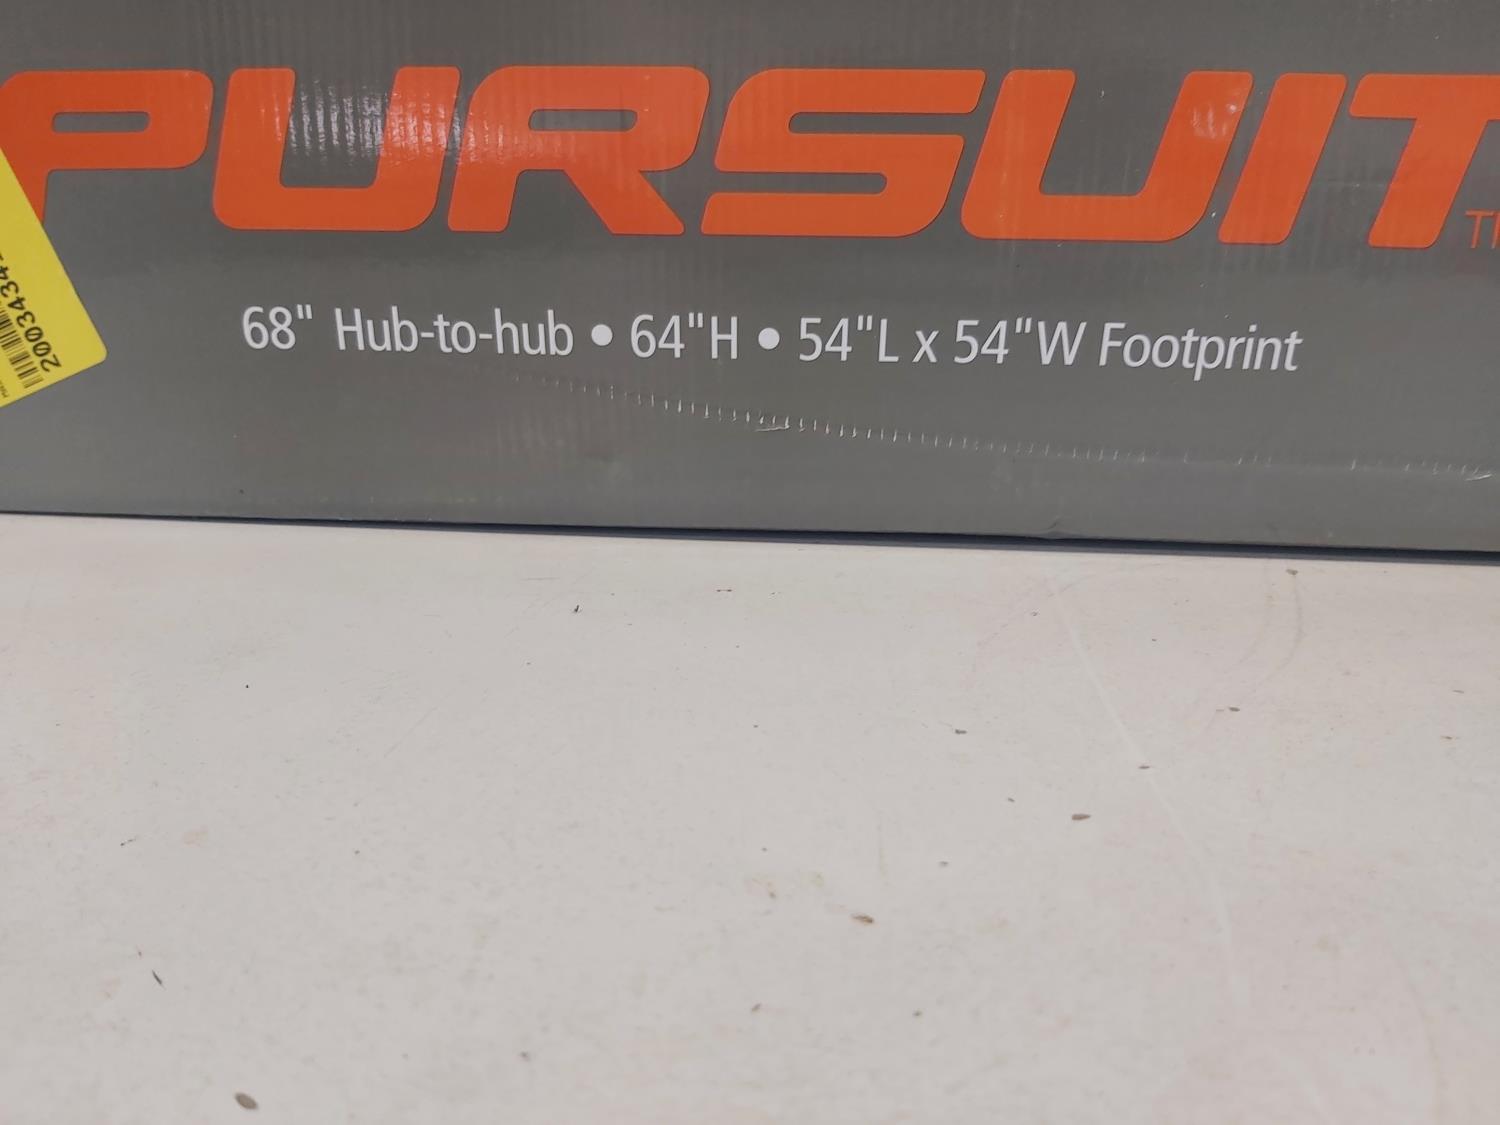 PURSUIT
68" Hub-to-hub • 64"H • 54"L x 54"W Footprint